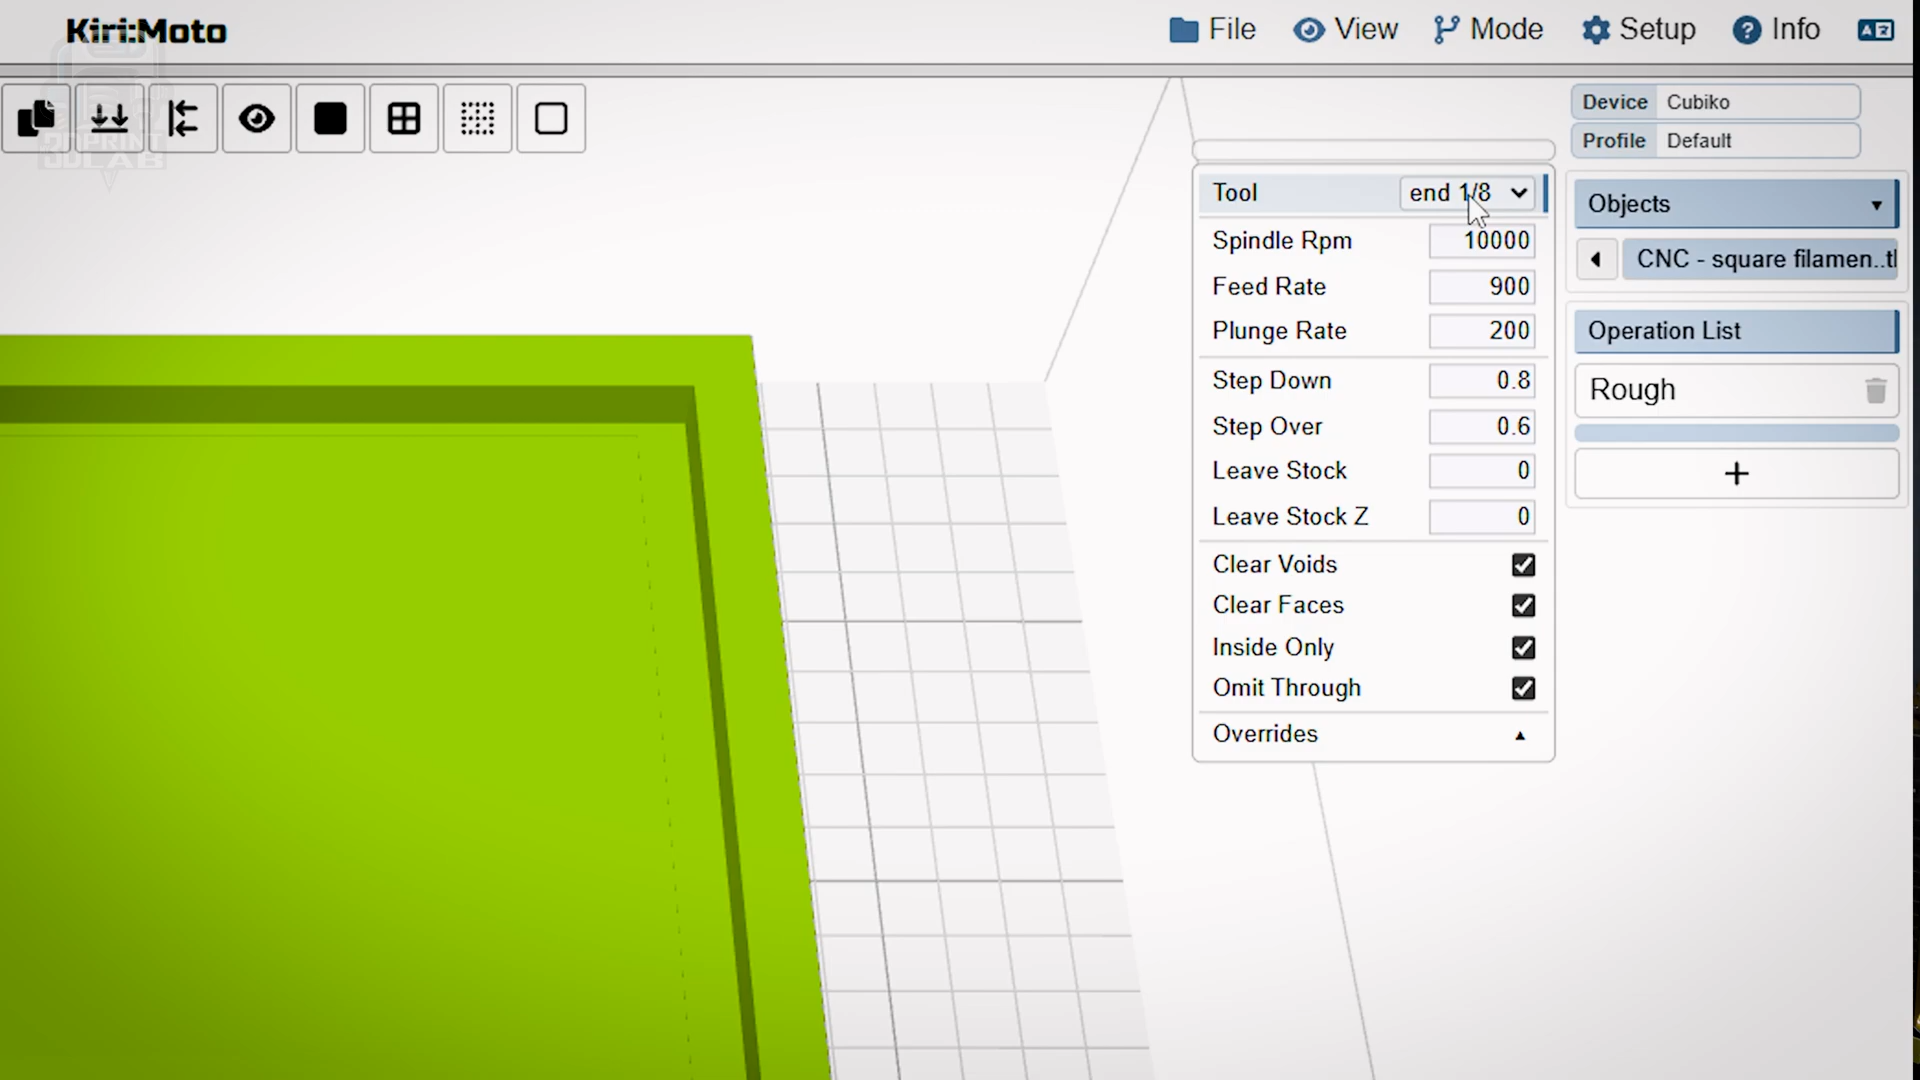 Kiri:Moto
File
View
Mode
Setup
Info
3DPRINT
3DLAB
Device Cubiko
Profile Default
Tool end 1/8
Spindle Rpm 10000
Feed Rate 900
Plunge Rate 200
Step Down 0.8
Step Over 0.6
Leave Stock 0
Leave Stock Z 0
Clear Voids
Clear Faces
Inside Only
Omit Through
Overrides
Objects
CNC - square filamen..tl
Operation List
Rough